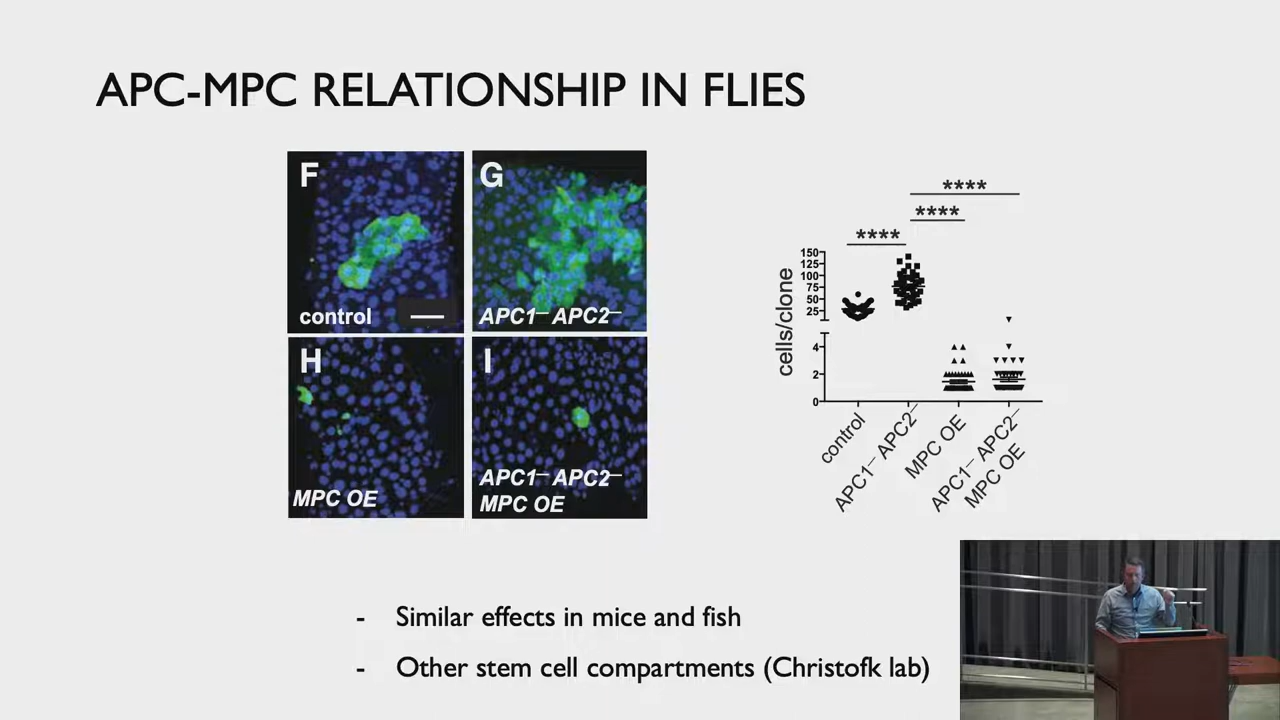 APC-MPC RELATIONSHIP IN FLIES
F
control
G
APC1− APC2−
H
MPC OE
I
APC1− APC2−
MPC OE
****
****
****
cells/clone
150
125
100
75
50
25
4
2
0
control
APC1− APC2−
MPC OE
APC1− APC2−
MPC OE
- Similar effects in mice and fish
- Other stem cell compartments (Christofk lab)